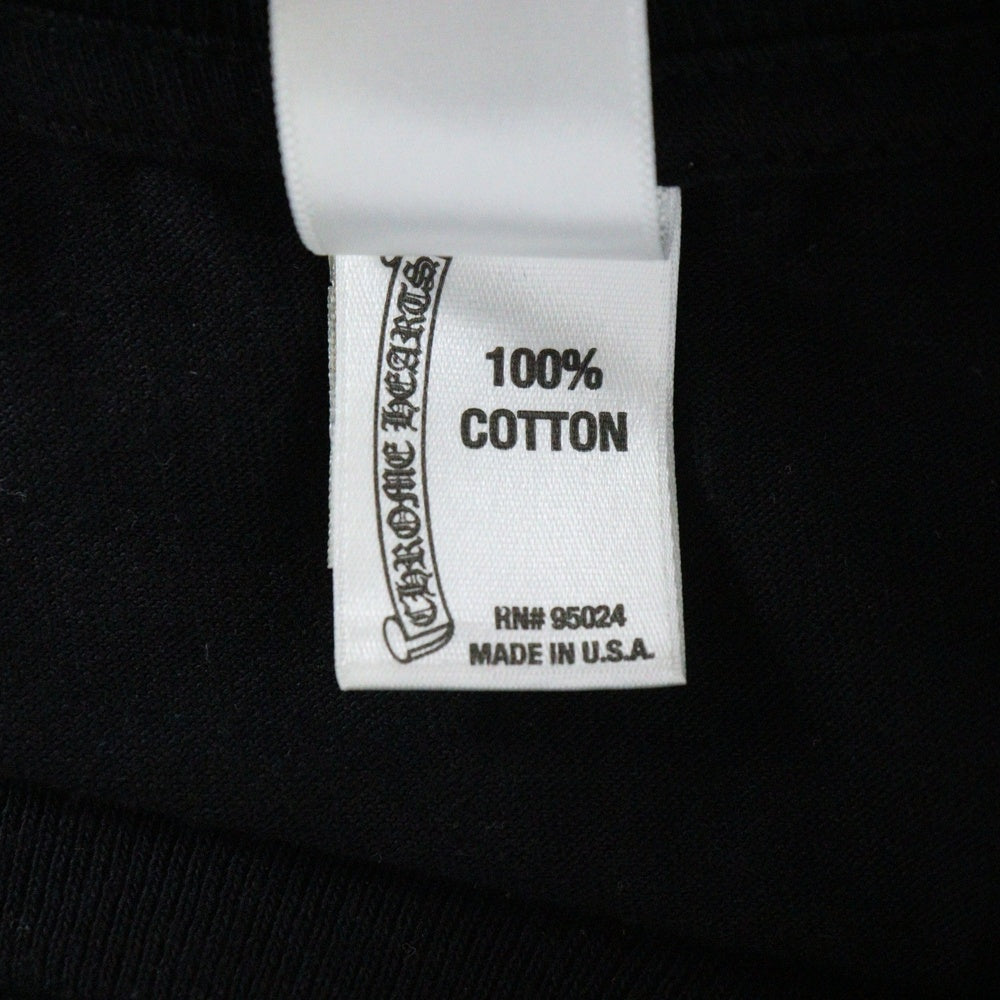 CHROME HEARTS
100%
COTTON
RN# 95024
MADE IN U.S.A.